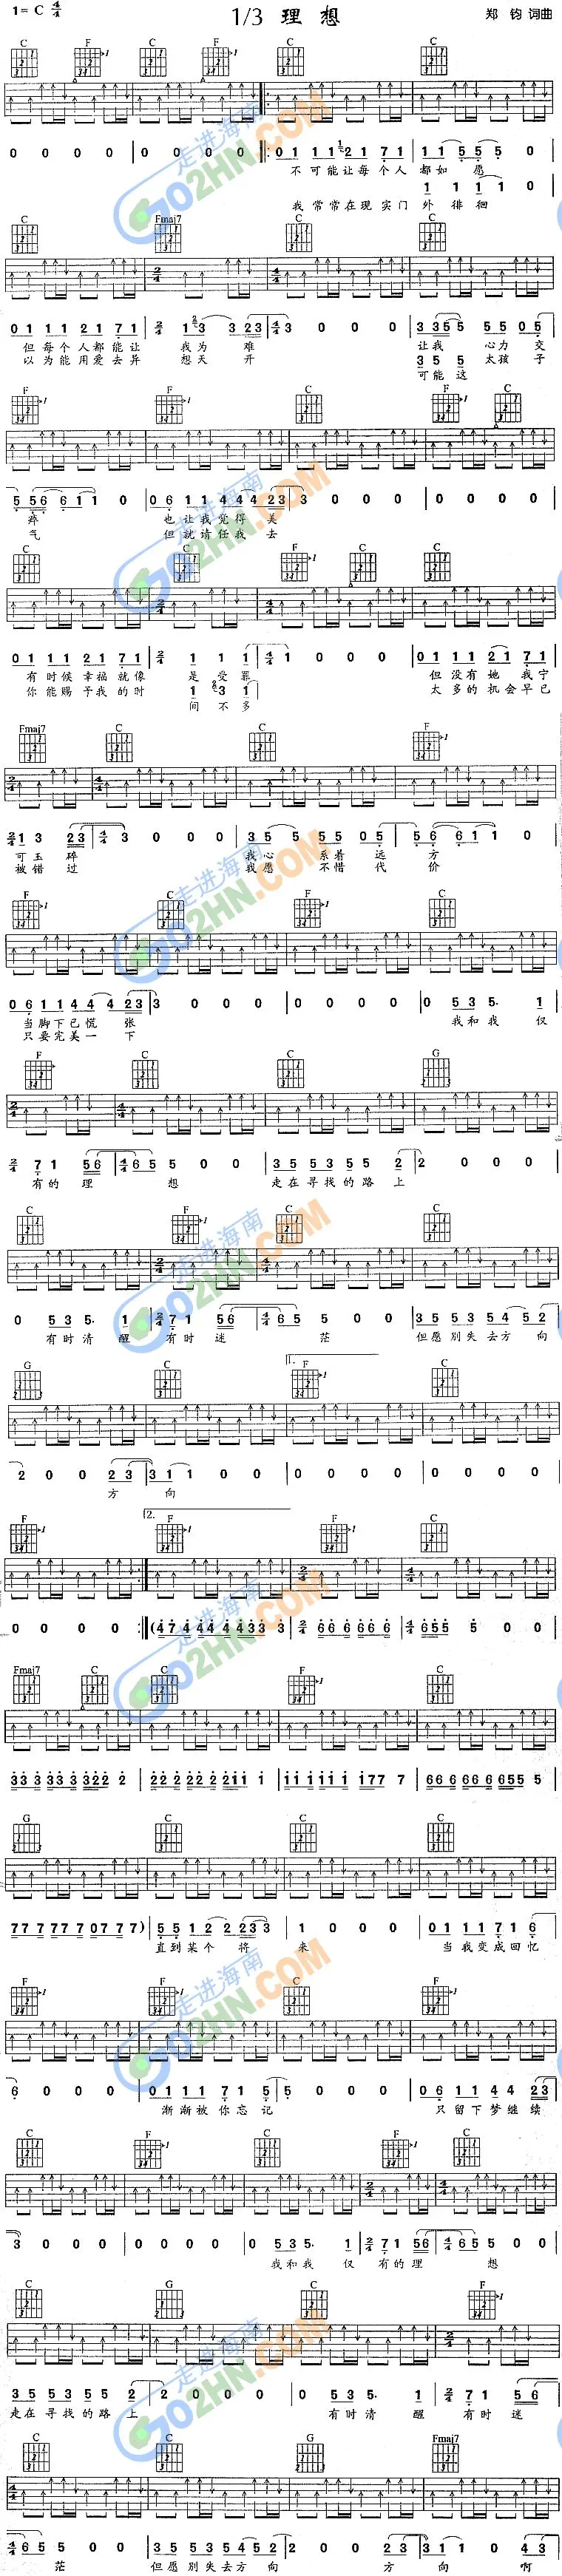 1= C 4/4
1/3 理 想
郑 钧 词曲
C F C C C
0 0 0 0 0 0 0 0 0 1 1 1 2 1 7 1 1 1 5 5 5 0
不可能让每个人 都如 愿
1 1 1 1 0
我常常在现实门 外徘 徊
C Fmaj7 C C
0 1 1 1 2 1 7 1 2/4 1 3 3 2 3 4/4 3 0 0 0 3 3 5 5 5 5 0 5
但每个人都能让 我为 难 让我 心力 交
以为能用爱去异 想天 开 3 5 5 太孩 子
可能这
F F C F C
5 5 6 6 1 1 0 0 6 1 1 4 4 4 2 3 3 0 0 0 0 0 0 0
瘁 也让我觉得 美
气 但就请任我 去
C C F C C
0 1 1 1 2 1 7 1 2/4 1 1 1 4/4 1 0 0 0 0 1 1 1 2 1 7 1
有时候幸福就像 是受罪 但没有她 我宁
你能赐予我的时 2 3 1 太多的机会早已
间不多
Fmaj7 C C F
2/4 1 3 2 3 4/4 3 0 0 0 3 5 5 5 5 0 5 5 6 6 1 1 0
可玉 碎 我心 系着 远 方
被错 过 我愿 不惜 代 价
F C F C
0 6 1 1 4 4 4 2 3 3 0 0 0 0 0 0 0 0 5 3 5. 1
当脚下已慌 张 我和我 仅
只要完美一 下
F C C G
2/4 7 1 5 6 4/4 6 5 5 0 0 3 5 5 3 5 5 2 2 0 0 0
有的 理 想 走在寻找的路上
C F C C
0 5 3 5. 1 2/4 7 1 5 6 4/4 6 5 5 0 0 3 5 5 3 5 4 5 2
有时清 醒 有时 迷 茫 但愿别失去方向
G C 1. F C
2 0 0 2 3 3 1 1 0 0 0 0 0 0 0 0 0 0
方 向
F 2. F F C
0 0 0 0 (4 7 4 4 4 4 4 3 3 3 3 2/4 6 6 6 6 6 6 4/4 6 5 5 5 0 0
Fmaj7 C C F C
3 3 3 3 3 3 3 2 2 2 2 2 2 2 2 2 2 2 1 1 1 1 1 1 1 1 1 1 7 7 7 6 6 6 6 6 6 6 5 5 5
G C C C
7 7 7 7 7 7 0 7 7 7) 5 5 1 2 2 2 3 3 1 0 0 0 0 1 1 1 7 1 6
直到某个 将 来 当我变成回忆
F F C F
6 0 0 0 0 1 1 1 7 1 5 5 0 0 0 0 6 1 1 4 4 2 3
渐渐被你忘记 只留下梦继续
C F C F C
3 0 0 0 0 0 0 0 0 5 3 5. 1 2/4 7 1 5 6 4/4 6 5 5 0 0
我和我 仅 有的理 想
C G C F
3 5 5 3 5 5 2 2 0 0 0 0 5 3 5. 1 2/4 7 1 5 6
走在寻找的路上 有时清 醒 有时 迷
C C G Fmaj7
4/4 6 5 5 0 0 3 5 5 3 5 4 5 2 2 0 0 2 3 3 1 1 0 2 3
茫 但愿别失去方向 方 向 啊
走进海南
GO2HN.COM